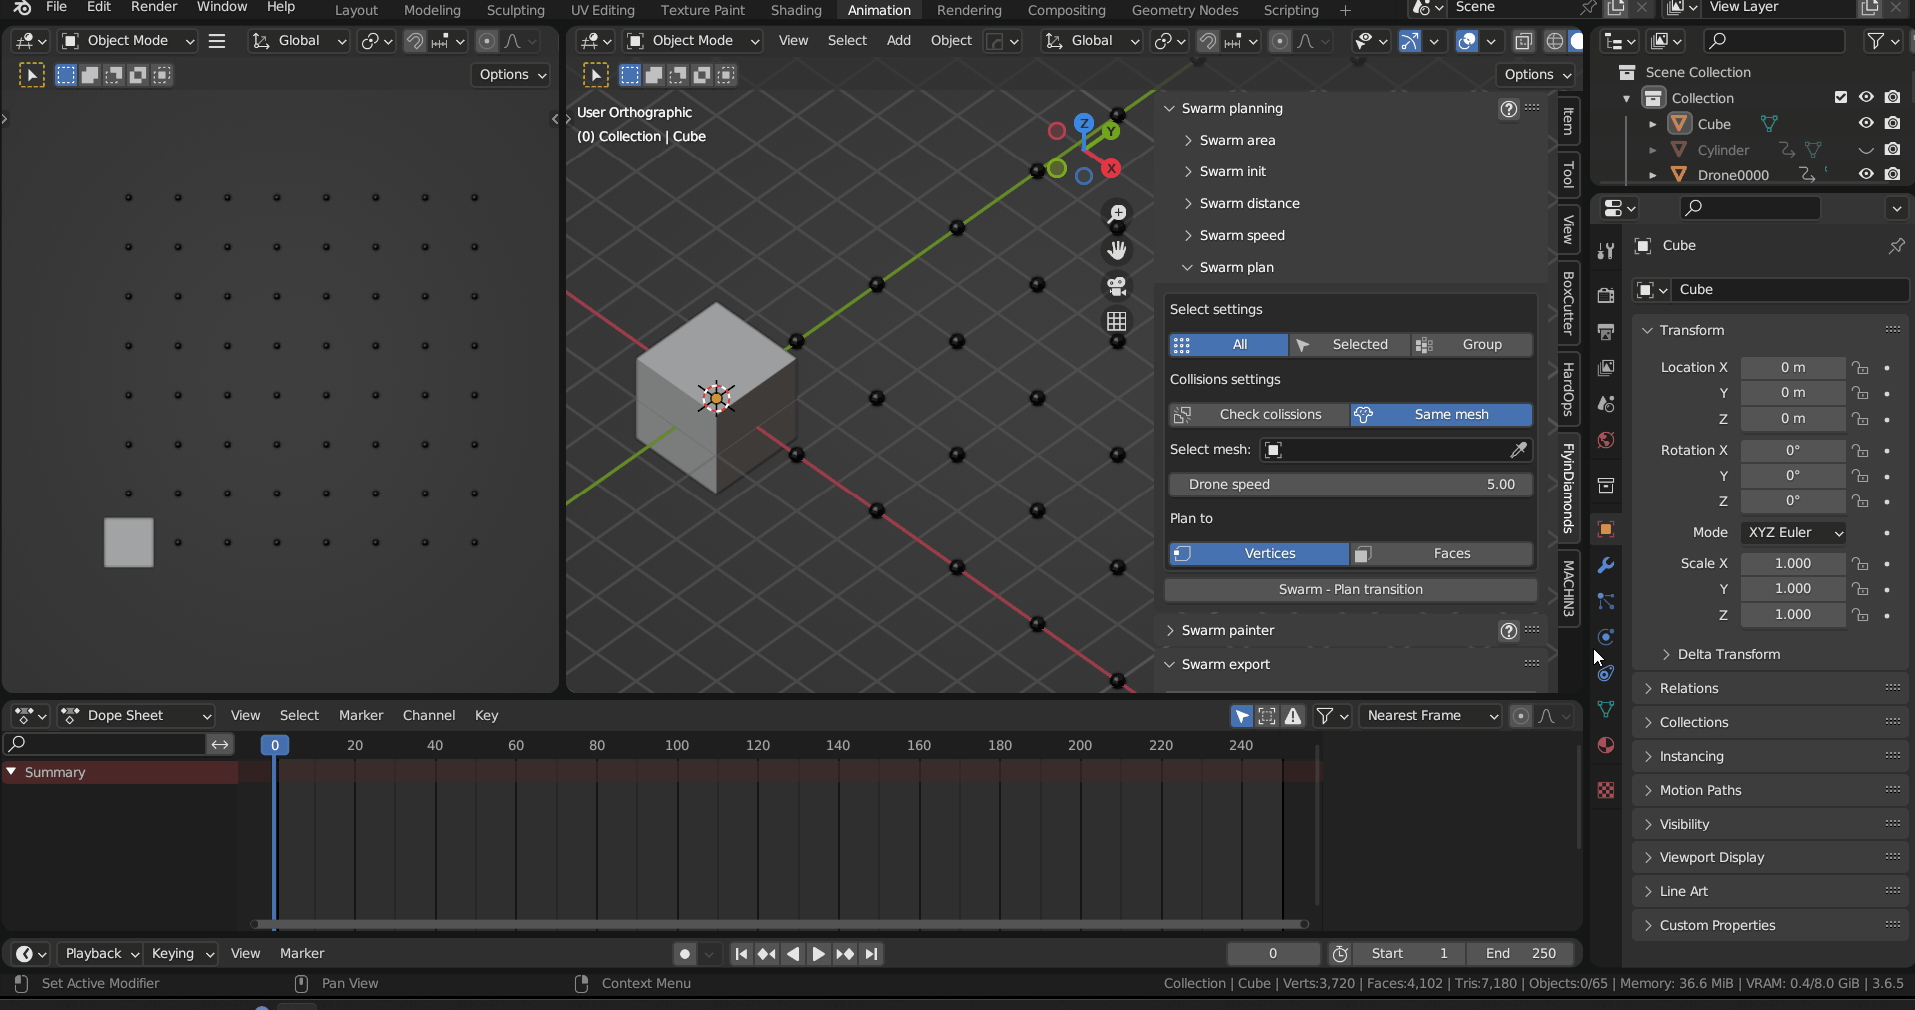 File Edit Render Window Help Layout Modeling Sculpting UV Editing Texture Paint Shading Animation Rendering Compositing Geometry Nodes Scripting + Scene View Layer
Object Mode Global
Options
Object Mode View Select Add Object Global
Options
User Orthographic
(0) Collection | Cube
Z
Y
X
Swarm planning
Swarm area
Swarm init
Swarm distance
Swarm speed
Swarm plan
Select settings
All Selected Group
Collisions settings
Check colissions Same mesh
Select mesh:
Drone speed 5.00
Plan to
Vertices Faces
Swarm - Plan transition
Swarm painter
Swarm export
Item
Tool
View
BoxCutter
HardOps
FlyinDiamonds
MACHIN3
Scene Collection
Collection
Cube
Cylinder
Drone0000
Cube
Cube
Transform
Location X 0 m
Y 0 m
Z 0 m
Rotation X 0°
Y 0°
Z 0°
Mode XYZ Euler
Scale X 1.000
Y 1.000
Z 1.000
Delta Transform
Relations
Collections
Instancing
Motion Paths
Visibility
Viewport Display
Line Art
Custom Properties
Dope Sheet View Select Marker Channel Key Nearest Frame
0 20 40 60 80 100 120 140 160 180 200 220 240
Summary
Playback Keying View Marker 0 Start 1 End 250
Set Active Modifier Pan View Context Menu Collection | Cube | Verts:3,720 | Faces:4,102 | Tris:7,180 | Objects:0/65 | Memory: 36.6 MiB | VRAM: 0.4/8.0 GiB | 3.6.5